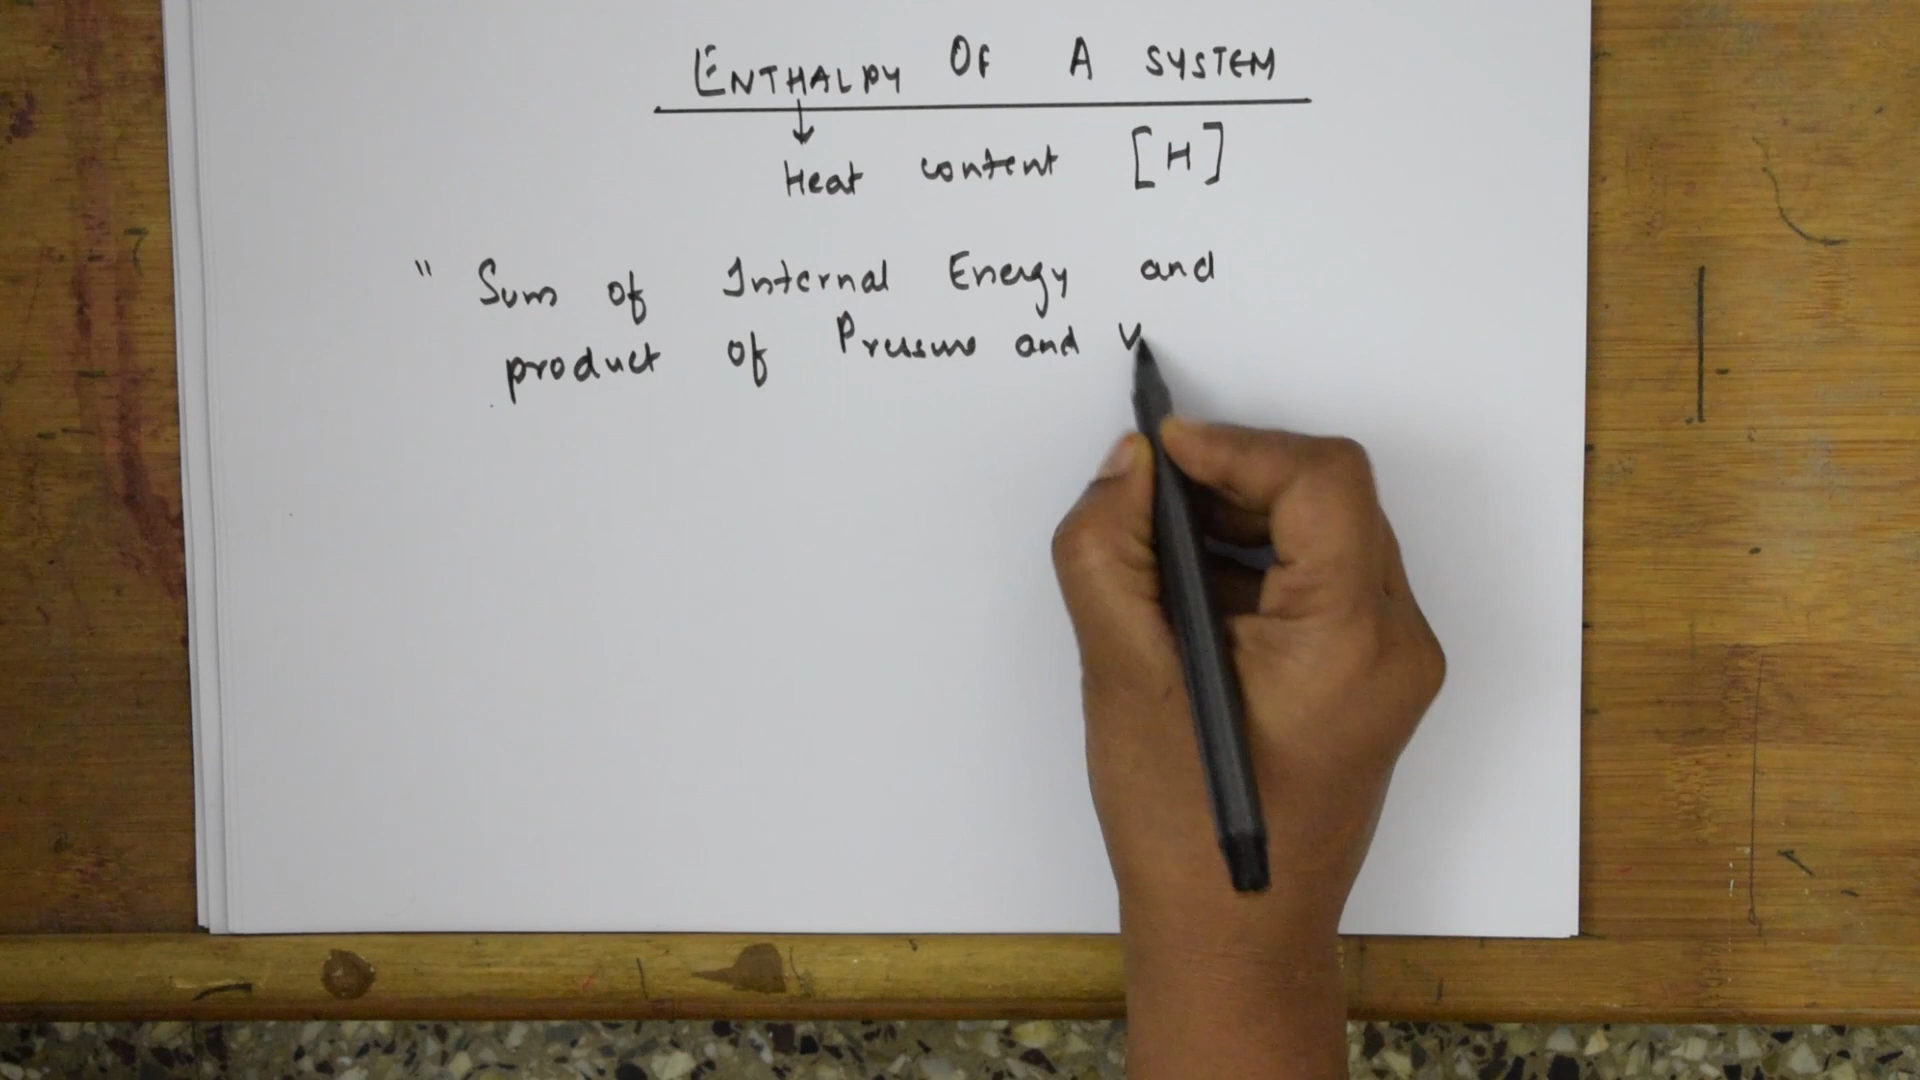 ENTHALPY OF A SYSTEM
Heat content [H]
" Sum of Internal Energy and
product of Pressure and V